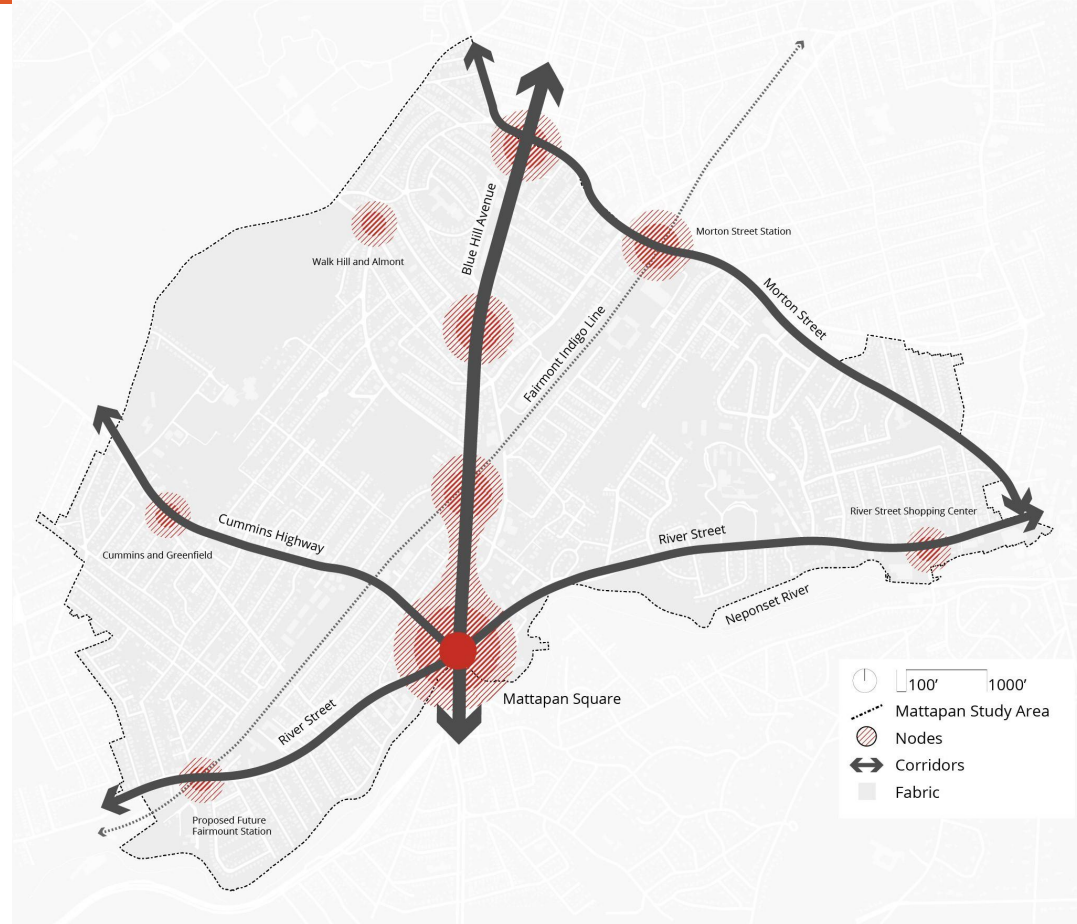 Blue Hill Avenue
Morton Street Station
Walk Hill and Almont
Morton Street
Fairmont Indigo Line
River Street Shopping Center
Cummins Highway
River Street
Cummins and Greenfield
Neponset River
Mattapan Square
River Street
Proposed Future
Fairmount Station
100’ 1000’
Mattapan Study Area
Nodes
Corridors
Fabric